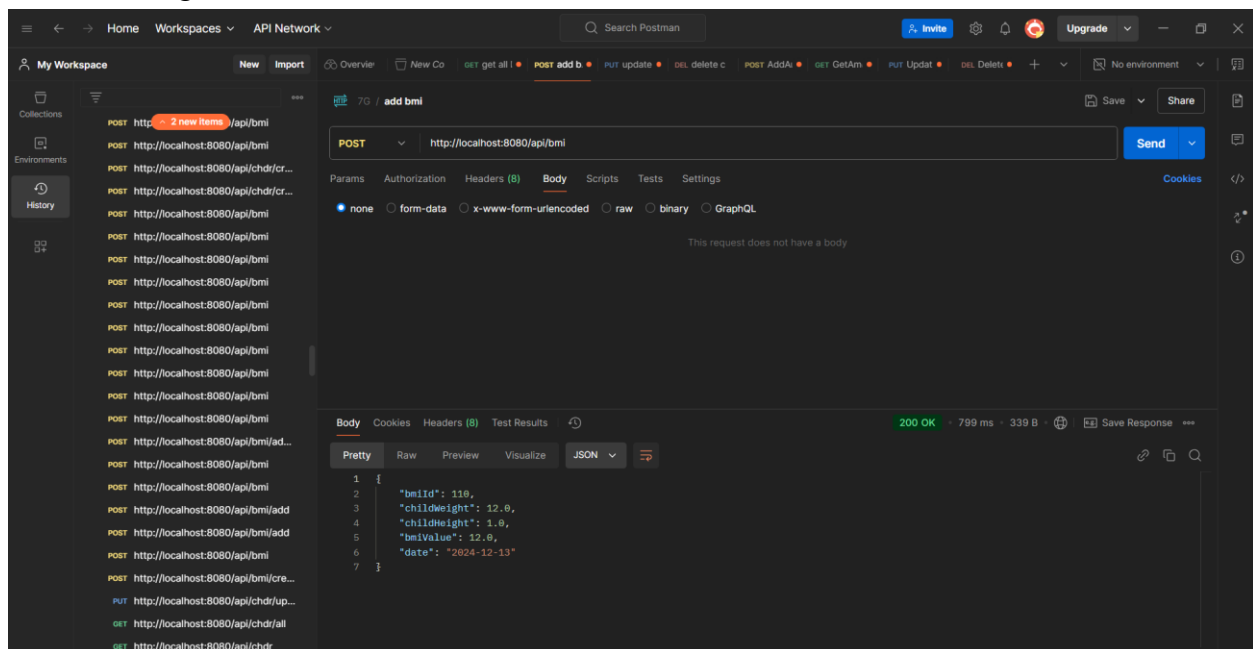 Home Workspaces API Network Search Postman Invite Upgrade
My Workspace New Import Overvie New Co GET get all l POST add b. PUT update DEL delete c POST AddA GET GetAm PUT Updat DEL Delete No environment
Collections
Environments
History
HTTP 7G / add bmi Save Share
POST http://localhost:8080/api/bmi Send
Params Authorization Headers (8) Body Scripts Tests Settings Cookies
none form-data x-www-form-urlencoded raw binary GraphQL
This request does not have a body
POST http 2 new items /api/bmi
POST http://localhost:8080/api/bmi
POST http://localhost:8080/api/chdr/cr...
POST http://localhost:8080/api/chdr/cr...
POST http://localhost:8080/api/bmi
POST http://localhost:8080/api/bmi
POST http://localhost:8080/api/bmi
POST http://localhost:8080/api/bmi
POST http://localhost:8080/api/bmi
POST http://localhost:8080/api/bmi
POST http://localhost:8080/api/bmi
POST http://localhost:8080/api/bmi
POST http://localhost:8080/api/bmi
POST http://localhost:8080/api/bmi
POST http://localhost:8080/api/bmi/ad...
POST http://localhost:8080/api/bmi
POST http://localhost:8080/api/bmi
POST http://localhost:8080/api/bmi/add
POST http://localhost:8080/api/bmi/add
POST http://localhost:8080/api/bmi
POST http://localhost:8080/api/bmi/cre...
PUT http://localhost:8080/api/chdr/up...
GET http://localhost:8080/api/chdr/all
GET http://localhost:8080/api/chdr
Body Cookies Headers (8) Test Results 200 OK 799 ms 339 B Save Response
Pretty Raw Preview Visualize JSON
1 {
2 "bmiId": 110,
3 "childWeight": 12.0,
4 "childHeight": 1.0,
5 "bmiValue": 12.0,
6 "date": "2024-12-13"
7 }